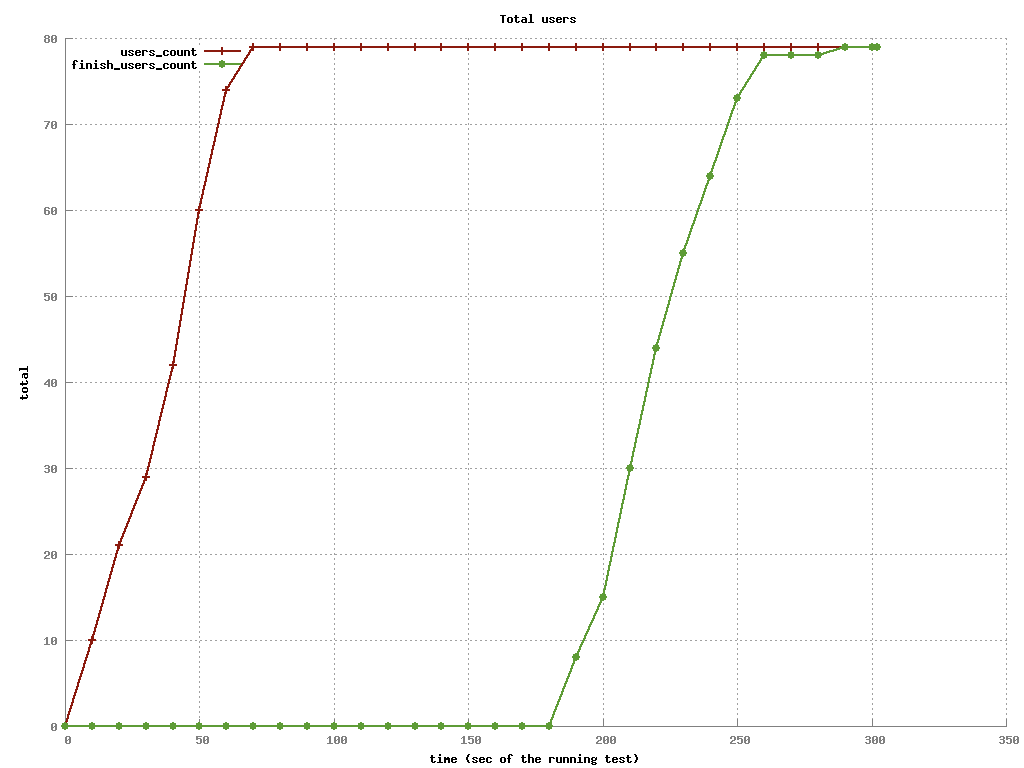 Total users
users_count
finish_users_count
80
70
60
50
40
30
20
10
0
total
0 50 100 150 200 250 300 350
time (sec of the running test)